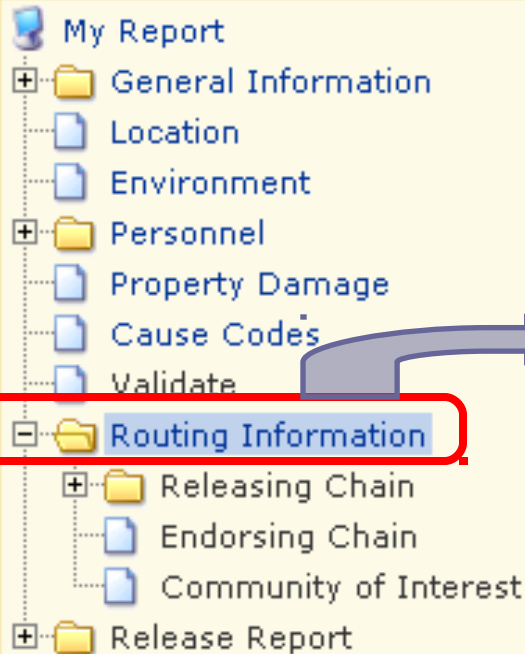 My Report
General Information
Location
Environment
Personnel
Property Damage
Cause Codes
Validate
Routing Information
Releasing Chain
Endorsing Chain
Community of Interest
Release Report